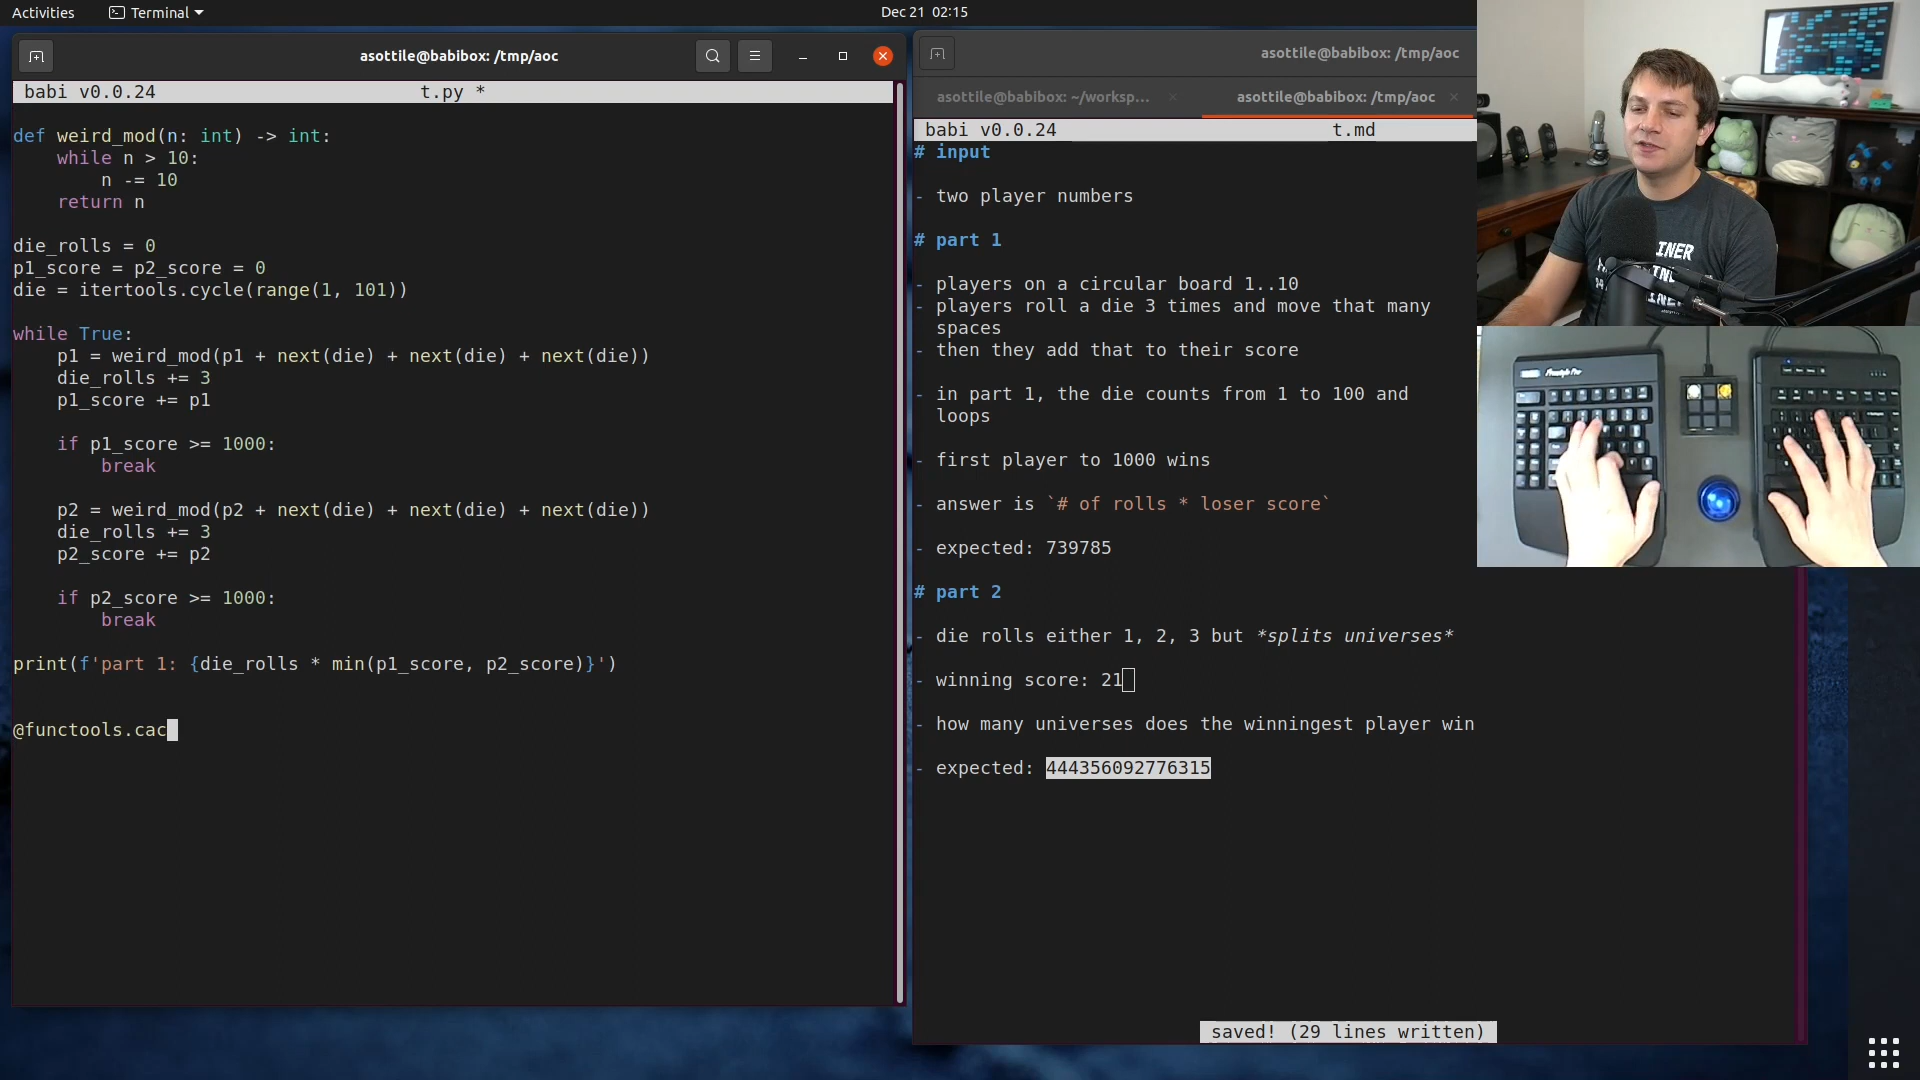 Activities
Terminal
Dec 21 02:15
asottile@babibox: /tmp/aoc
babi v0.0.24 t.py *
def weird_mod(n: int) -> int:
    while n > 10:
        n -= 10
    return n
die_rolls = 0
p1_score = p2_score = 0
die = itertools.cycle(range(1, 101))
while True:
    p1 = weird_mod(p1 + next(die) + next(die) + next(die))
    die_rolls += 3
    p1_score += p1
    if p1_score >= 1000:
        break
    p2 = weird_mod(p2 + next(die) + next(die) + next(die))
    die_rolls += 3
    p2_score += p2
    if p2_score >= 1000:
        break
print(f'part 1: {die_rolls * min(p1_score, p2_score)}')
@functools.cac
asottile@babibox: /tmp/aoc
asottile@babibox: ~/worksp...
asottile@babibox: /tmp/aoc
babi v0.0.24 t.md
# input
- two player numbers
# part 1
- players on a circular board 1..10
- players roll a die 3 times and move that many
  spaces
- then they add that to their score
- in part 1, the die counts from 1 to 100 and
  loops
- first player to 1000 wins
- answer is `# of rolls * loser score`
- expected: 739785
# part 2
- die rolls either 1, 2, 3 but *splits universes*
- winning score: 21
- how many universes does the winningest player win
- expected: 444356092776315
saved! (29 lines written)